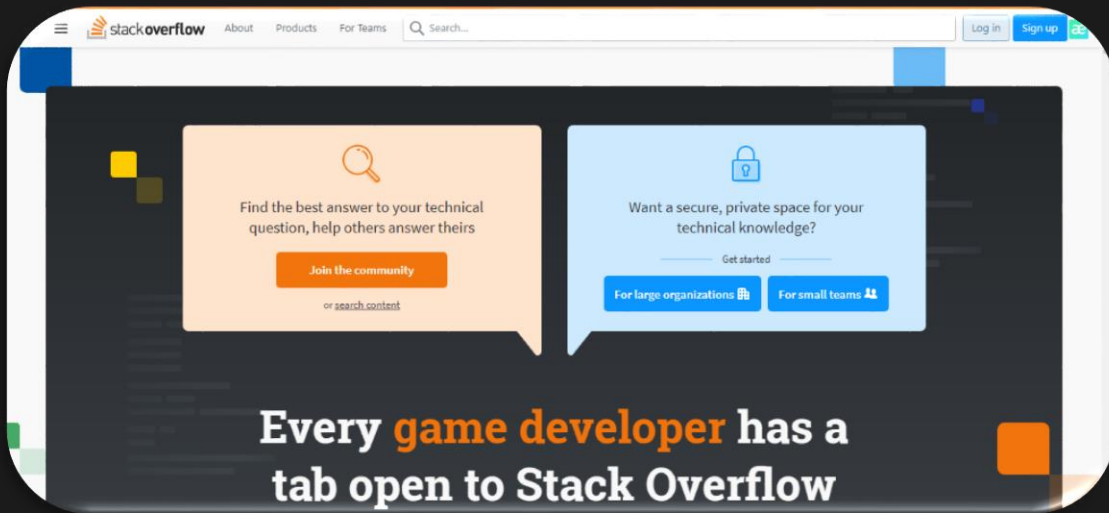 stack overflow About Products For Teams Search... Log in Sign up æ
Find the best answer to your technical
question, help others answer theirs
Join the community
or search content
Want a secure, private space for your
technical knowledge?
Get started
For large organizations For small teams
Every game developer has a
tab open to Stack Overflow